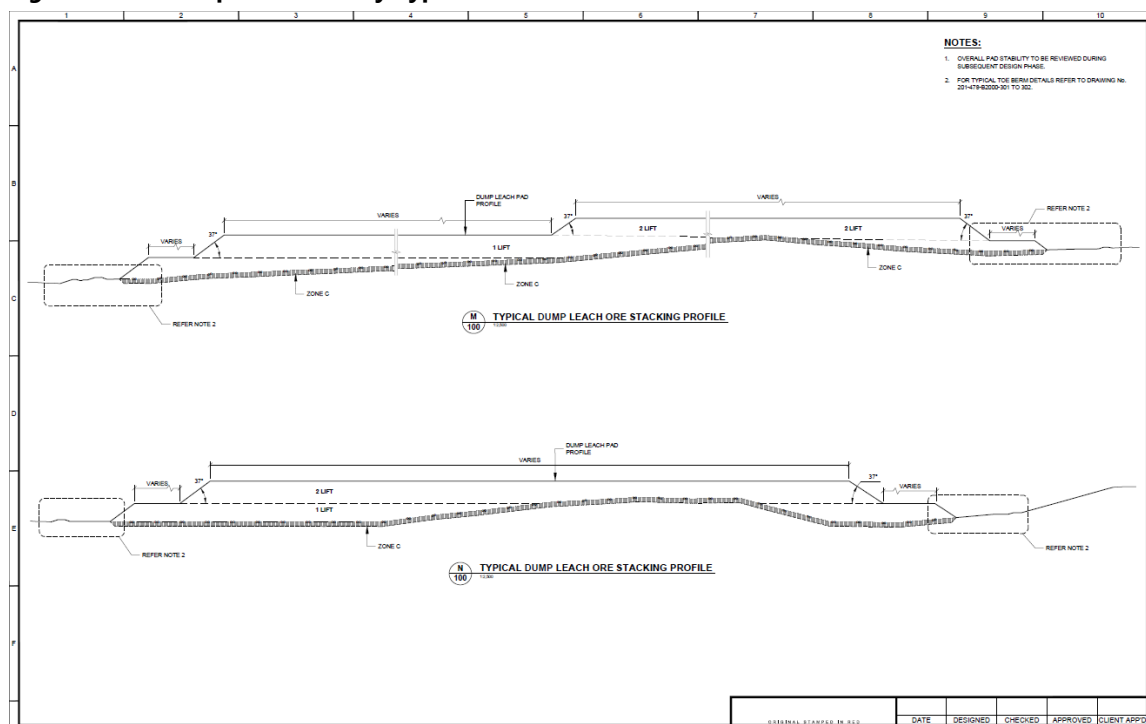 1 2 3 4 5 6 7 8 9 10
A
NOTES:
1. OVERALL PAD STABILITY TO BE REVIEWED DURING
SUBSEQUENT DESIGN PHASE.
2. FOR TYPICAL TOE BERM DETAILS REFER TO DRAWING No.
201-479-B2000-301 TO 302.
B
DUMP LEACH PAD
PROFILE
VARIES
VARIES
REFER NOTE 2
VARIES
37°
37°
37°
VARIES
1 LIFT
2 LIFT
2 LIFT
C
ZONE C
ZONE C
ZONE C
REFER NOTE 2
M
100
TYPICAL DUMP LEACH ORE STACKING PROFILE
D
DUMP LEACH PAD
PROFILE
VARIES
VARIES
37°
37°
VARIES
2 LIFT
1 LIFT
E
ZONE C
REFER NOTE 2
REFER NOTE 2
N
100
TYPICAL DUMP LEACH ORE STACKING PROFILE
F
ORIGINAL STAMPED IN RED
DATE DESIGNED CHECKED APPROVED